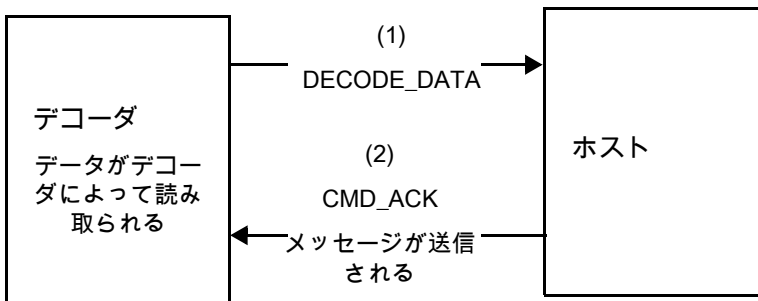 (1)
DECODE_DATA
デコーダ
データがデコー
ダによって読み
取られる
ホスト
(2)
CMD_ACK
メッセージが送信
される